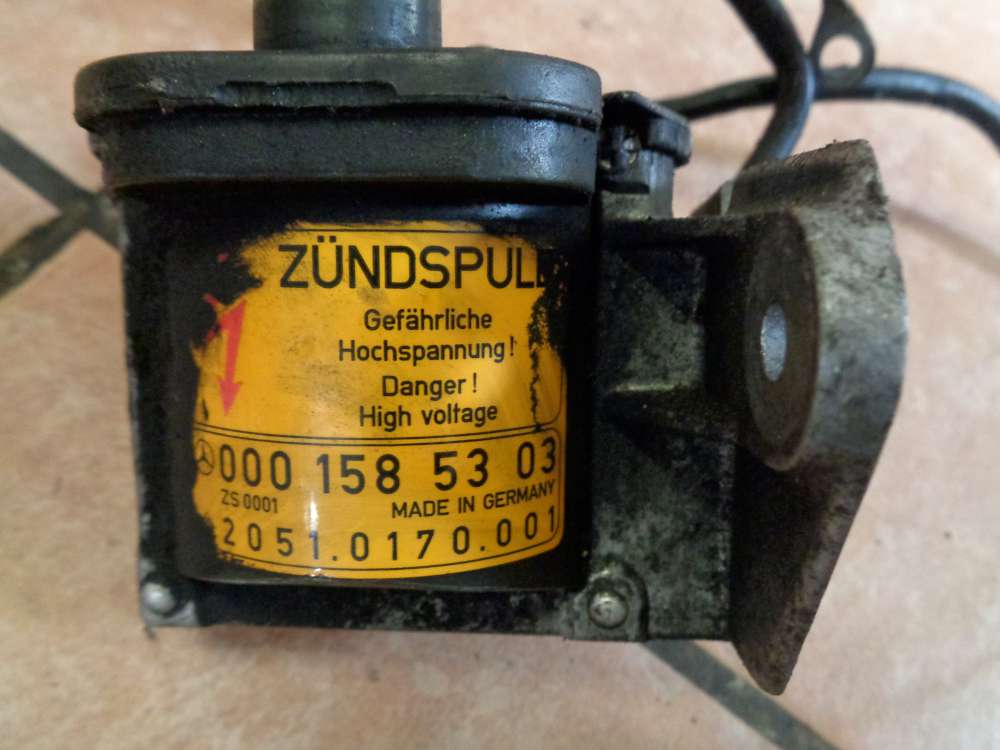 ZÜNDSPULE
Gefährliche
Hochspannung!
Danger!
High voltage
000 158 53 03
ZS 0001
MADE IN GERMANY
2051.0170.001